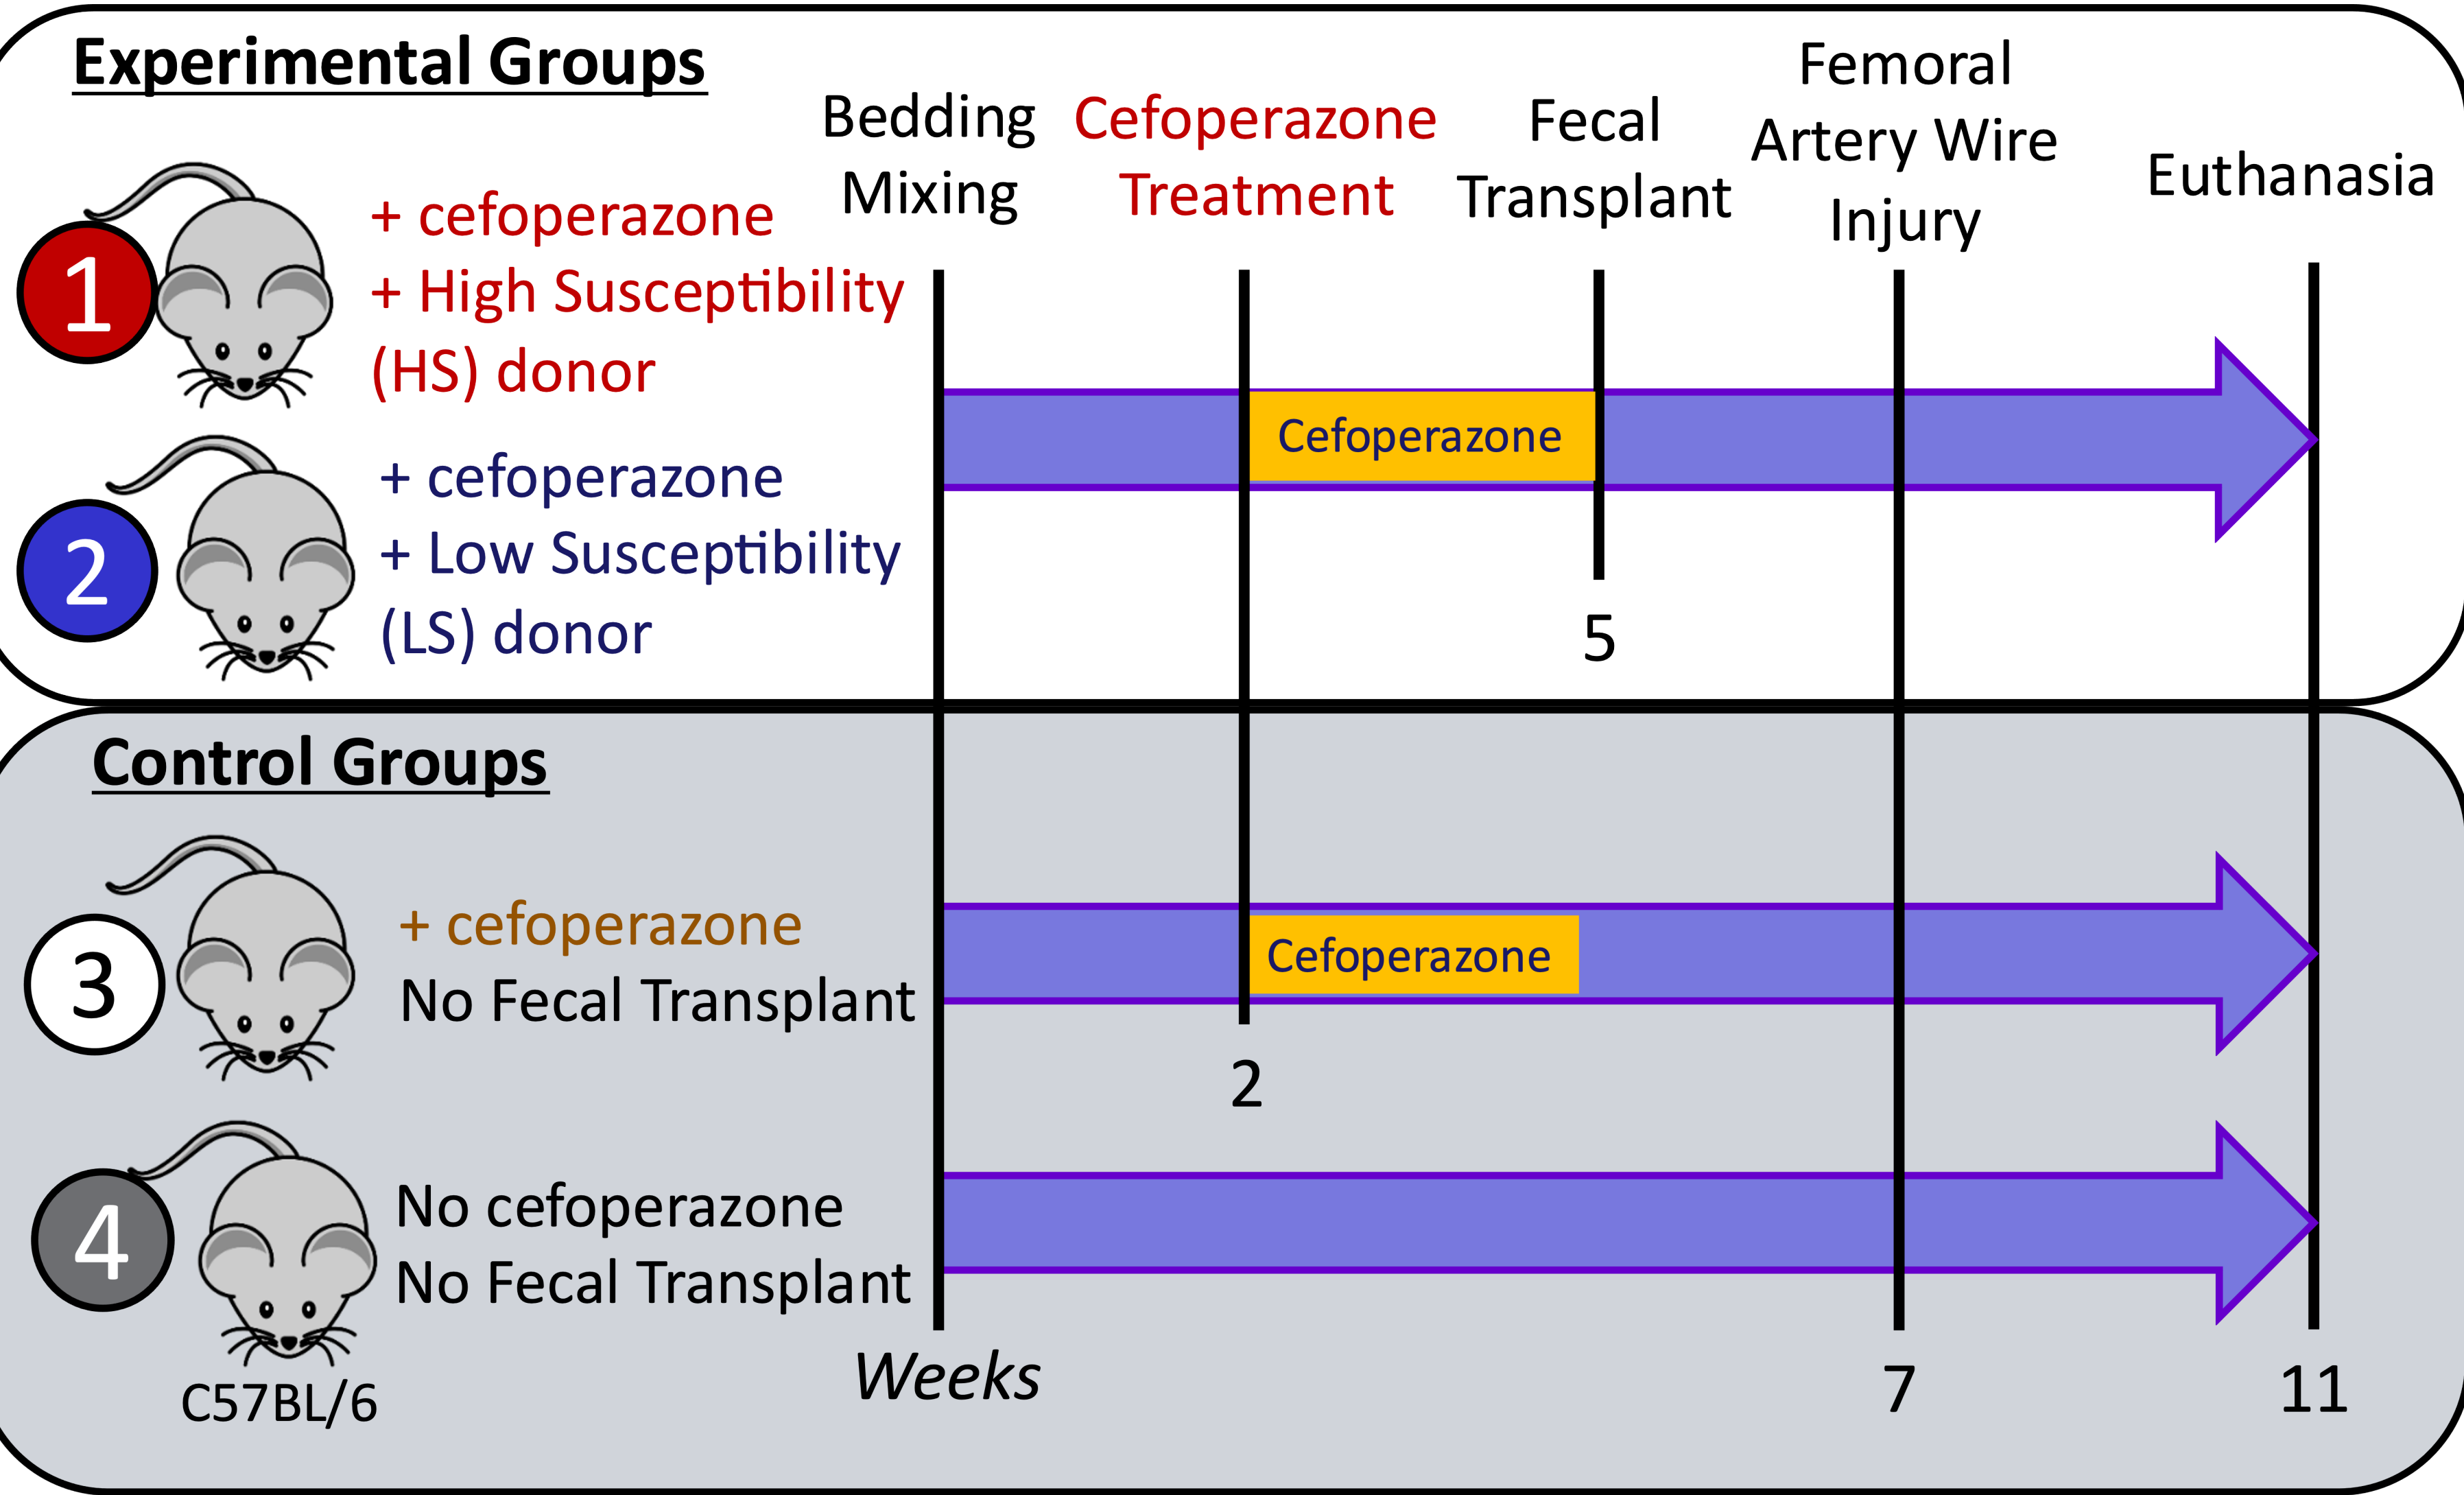 Experimental Groups
1
+ cefoperazone
+ High Susceptibility
(HS) donor
2
+ cefoperazone
+ Low Susceptibility
(LS) donor
Bedding
Mixing
Cefoperazone
Treatment
Fecal
Transplant
Femoral
Artery Wire
Injury
Euthanasia
Cefoperazone
5
Control Groups
3
+ cefoperazone
No Fecal Transplant
Cefoperazone
2
4
No cefoperazone
No Fecal Transplant
C57BL/6
Weeks
7
11